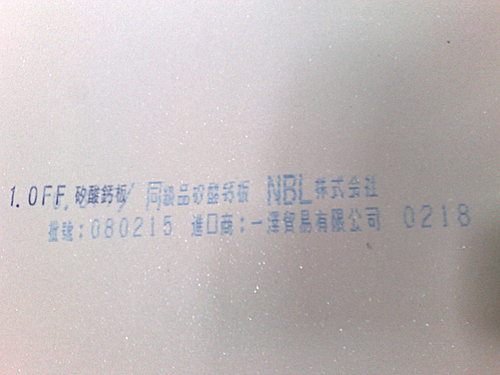 1.0FF. 矽酸鈣板/ 同級品矽酸鈣板 NBL株式会社
批號:080215 進口商:一澤貿易有限公司 0218